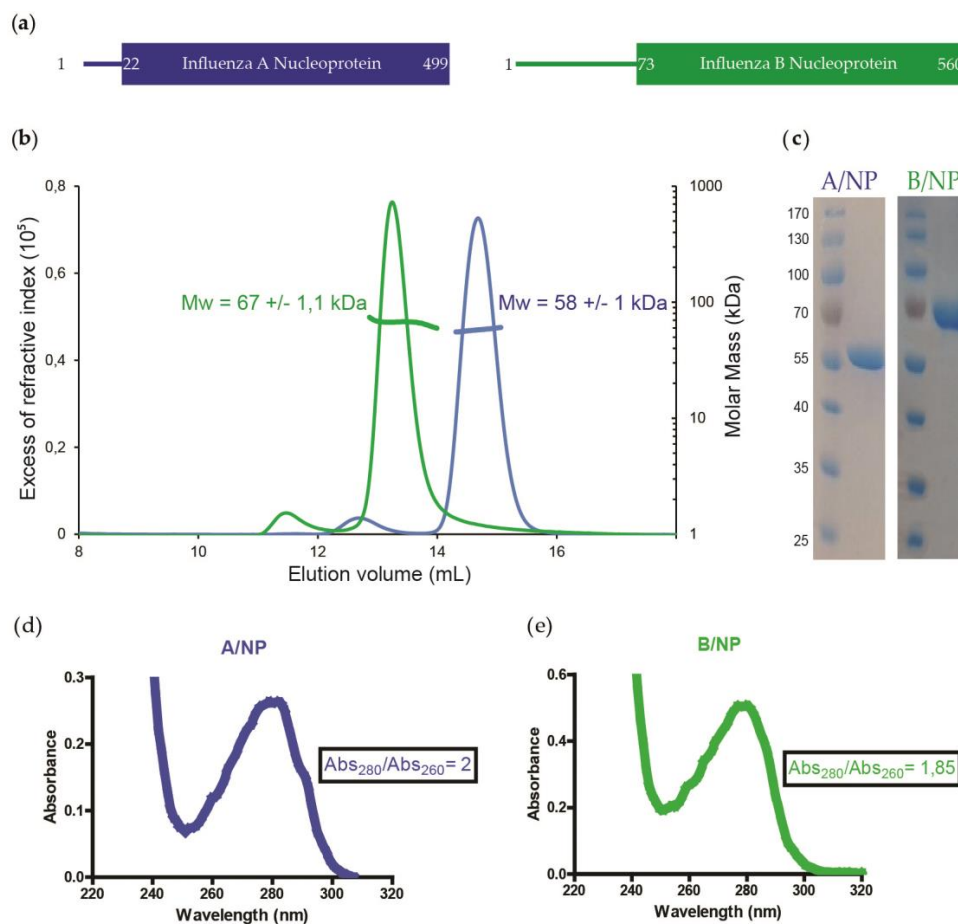 (a)
1 22 Influenza A Nucleoprotein 499
1 73 Influenza B Nucleoprotein 560
(b)
Excess of refractive index (10⁵)
0,8
0,6
0,4
0,2
0
Mw = 67 +/- 1,1 kDa
Mw = 58 +/- 1 kDa
1000
100
10
1
Molar Mass (kDa)
8 10 12 14 16
Elution volume (mL)
(c)
A/NP B/NP
170
130
100
70
55
40
35
25
(d)
A/NP
Absorbance
0.3
0.2
0.1
0.0
Abs₂₈₀/Abs₂₆₀= 2
220 240 260 280 300 320
Wavelength (nm)
(e)
B/NP
Absorbance
0.6
0.4
0.2
0.0
Abs₂₈₀/Abs₂₆₀= 1,85
220 240 260 280 300 320
Wavelength (nm)